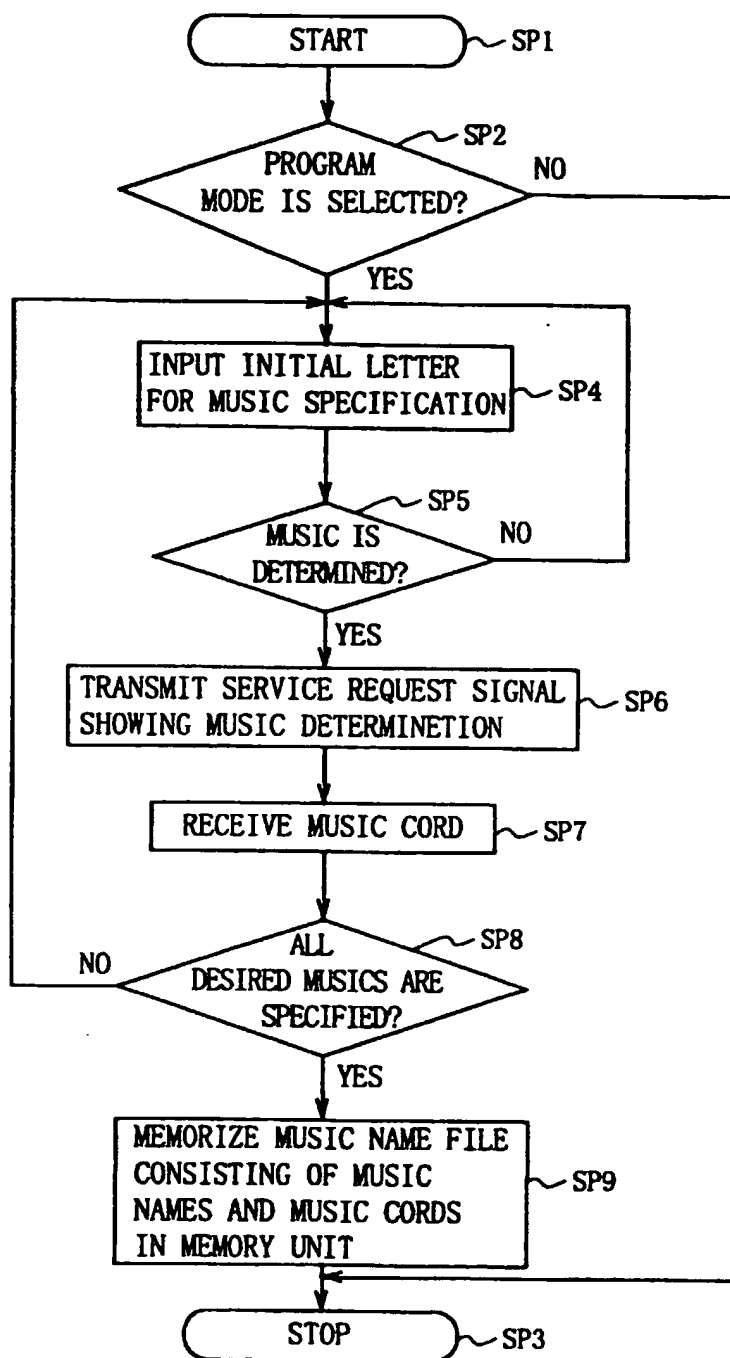 START
SP1
SP2
PROGRAM
MODE IS SELECTED?
NO
YES
INPUT INITIAL LETTER
FOR MUSIC SPECIFICATION
SP4
SP5
MUSIC IS
DETERMINED?
NO
YES
TRANSMIT SERVICE REQUEST SIGNAL
SHOWING MUSIC DETERMINETION
SP6
RECEIVE MUSIC CORD
SP7
SP8
ALL
DESIRED MUSICS ARE
SPECIFIED?
NO
YES
MEMORIZE MUSIC NAME FILE
CONSISTING OF MUSIC
NAMES AND MUSIC CORDS
IN MEMORY UNIT
SP9
STOP
SP3